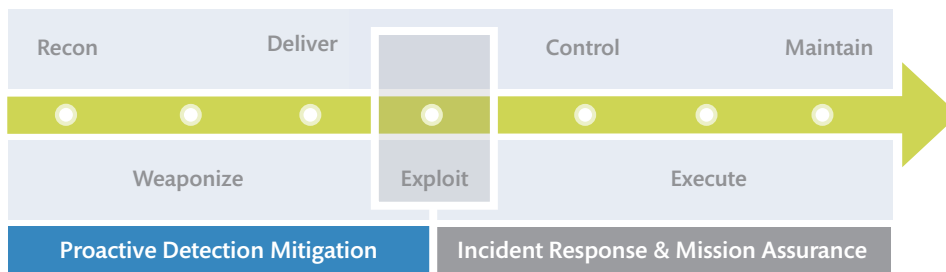 Recon
Deliver
Control
Maintain
Weaponize
Exploit
Execute
Proactive Detection Mitigation
Incident Response & Mission Assurance